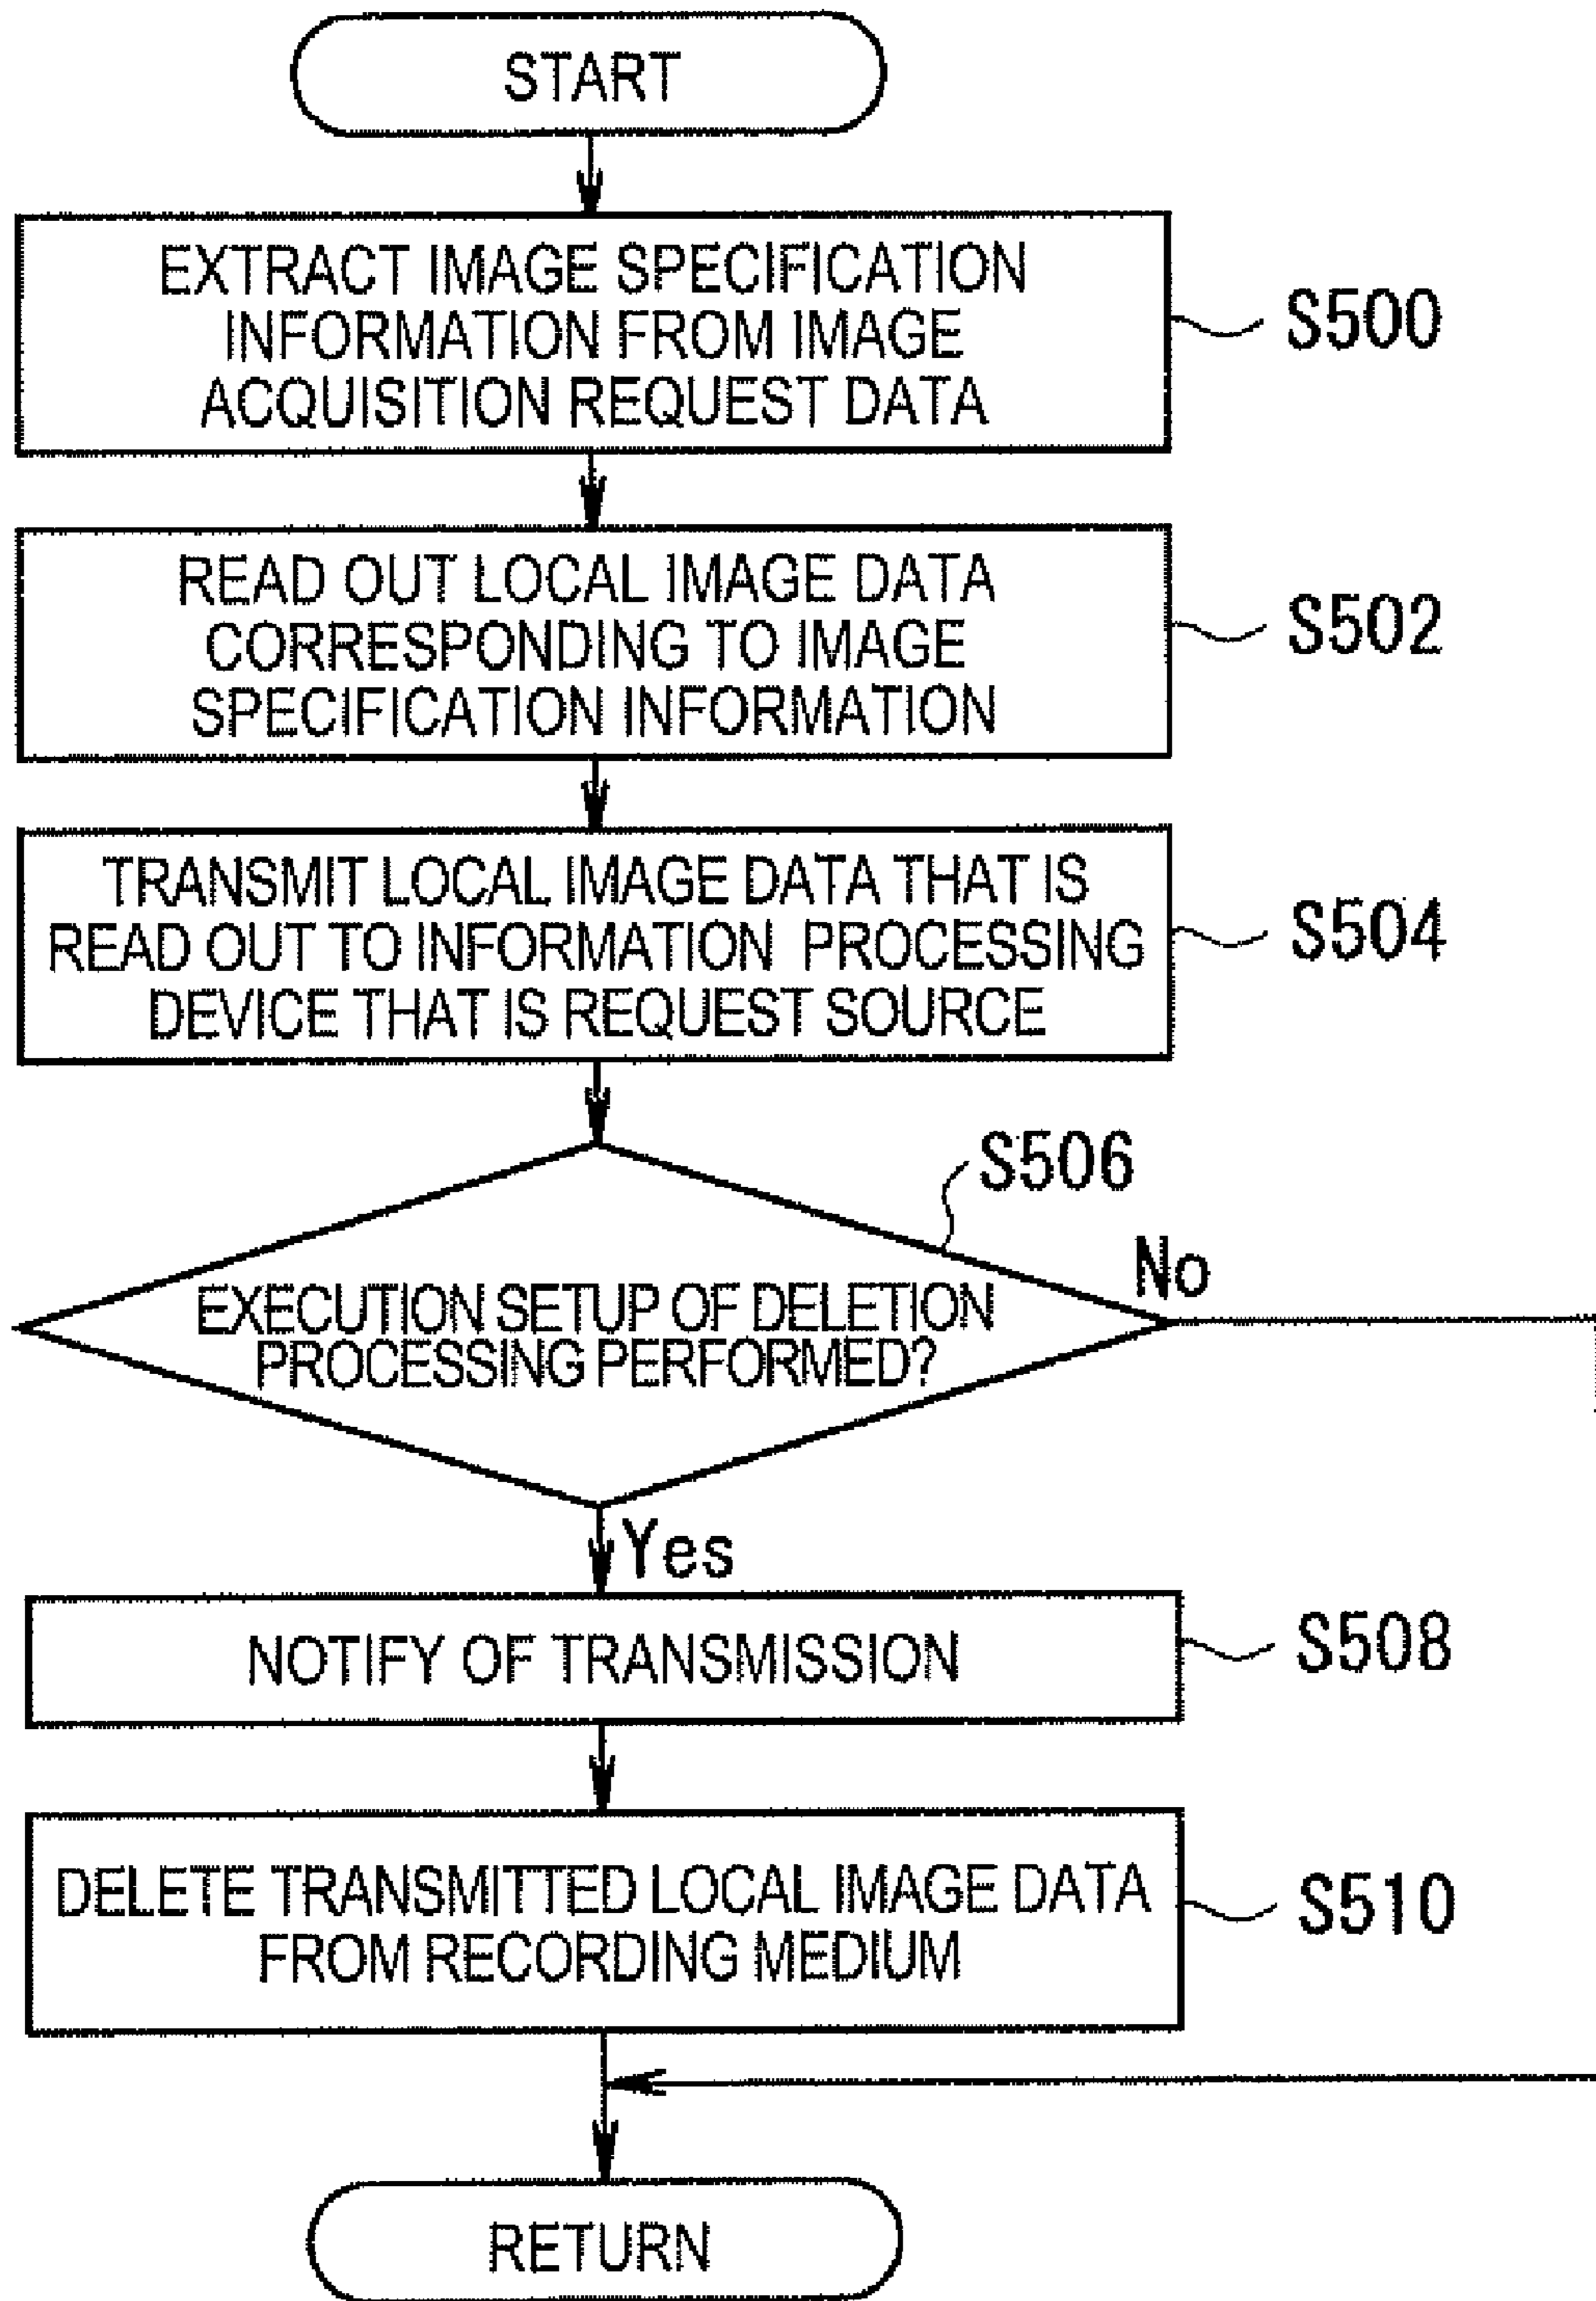 START
EXTRACT IMAGE SPECIFICATION
INFORMATION FROM IMAGE
ACQUISITION REQUEST DATA
S500
READ OUT LOCAL IMAGE DATA
CORRESPONDING TO IMAGE
SPECIFICATION INFORMATION
S502
TRANSMIT LOCAL IMAGE DATA THAT IS
READ OUT TO INFORMATION PROCESSING
DEVICE THAT IS REQUEST SOURCE
S504
S506
EXECUTION SETUP OF DELETION
PROCESSING PERFORMED?
No
Yes
NOTIFY OF TRANSMISSION
S508
DELETE TRANSMITTED LOCAL IMAGE DATA
FROM RECORDING MEDIUM
S510
RETURN